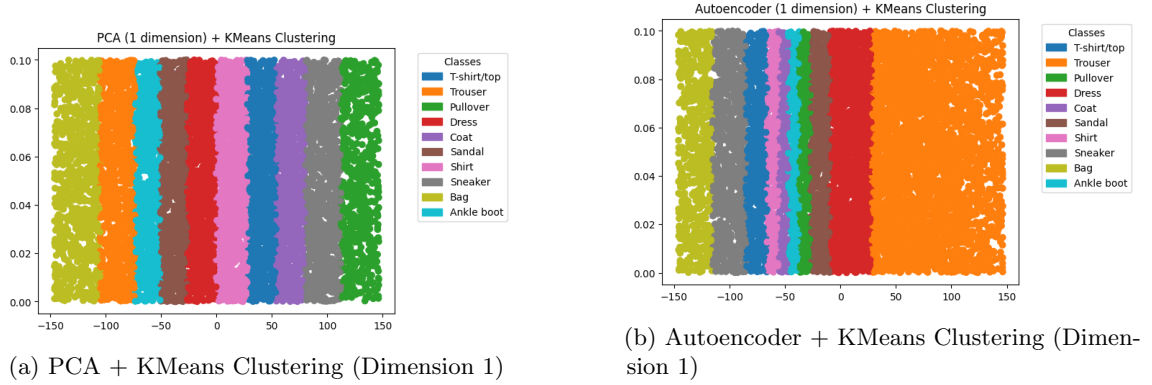 PCA (1 dimension) + KMeans Clustering
0.10
0.08
0.06
0.04
0.02
0.00
−150
−100
−50
0
50
100
150
Classes
T-shirt/top
Trouser
Pullover
Dress
Coat
Sandal
Shirt
Sneaker
Bag
Ankle boot
(a) PCA + KMeans Clustering (Dimension 1)
Autoencoder (1 dimension) + KMeans Clustering
0.10
0.08
0.06
0.04
0.02
0.00
−150
−100
−50
0
50
100
150
Classes
T-shirt/top
Trouser
Pullover
Dress
Coat
Sandal
Shirt
Sneaker
Bag
Ankle boot
(b) Autoencoder + KMeans Clustering (Dimen-
sion 1)